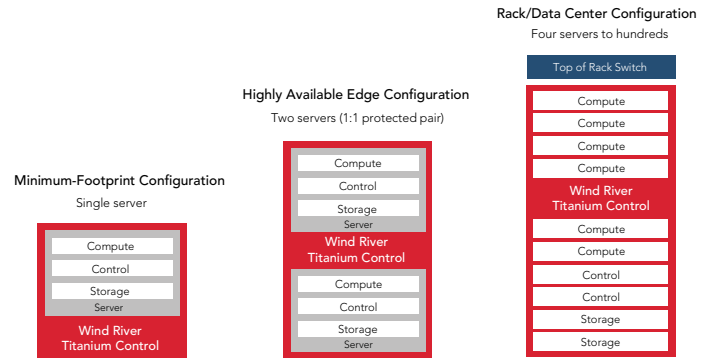 Minimum-Footprint Configuration
Single server
Compute
Control
Storage
Server
Wind River
Titanium Control
Highly Available Edge Configuration
Two servers (1:1 protected pair)
Compute
Control
Storage
Server
Wind River
Titanium Control
Compute
Control
Storage
Server
Rack/Data Center Configuration
Four servers to hundreds
Top of Rack Switch
Compute
Compute
Compute
Compute
Wind River
Titanium Control
Compute
Compute
Control
Control
Storage
Storage